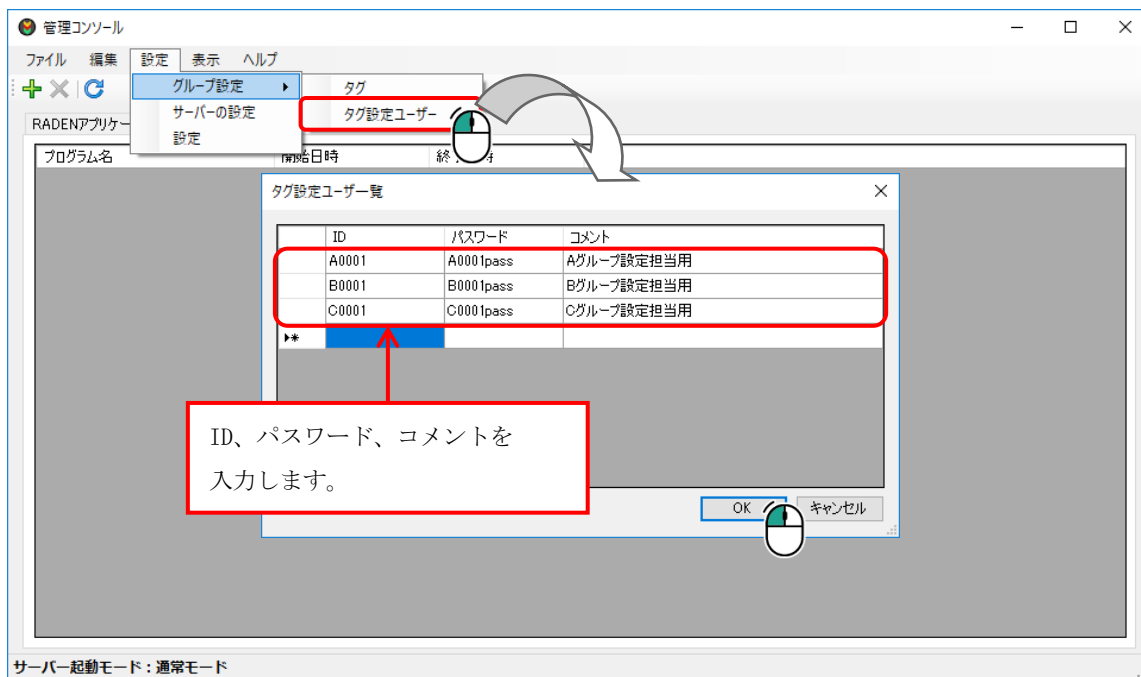 管理コンソール
ファイル 編集 設定 表示 ヘルプ
グループ設定 タグ
サーバーの設定 タグ設定ユーザー
設定
RADENアプリケー
プログラム名 開始日時
タグ設定ユーザー一覧
ID パスワード コメント
A0001 A0001pass Aグループ設定担当用
B0001 B0001pass Bグループ設定担当用
C0001 C0001pass Cグループ設定担当用
ID、パスワード、コメントを
入力します。
OK キャンセル
サーバー起動モード：通常モード